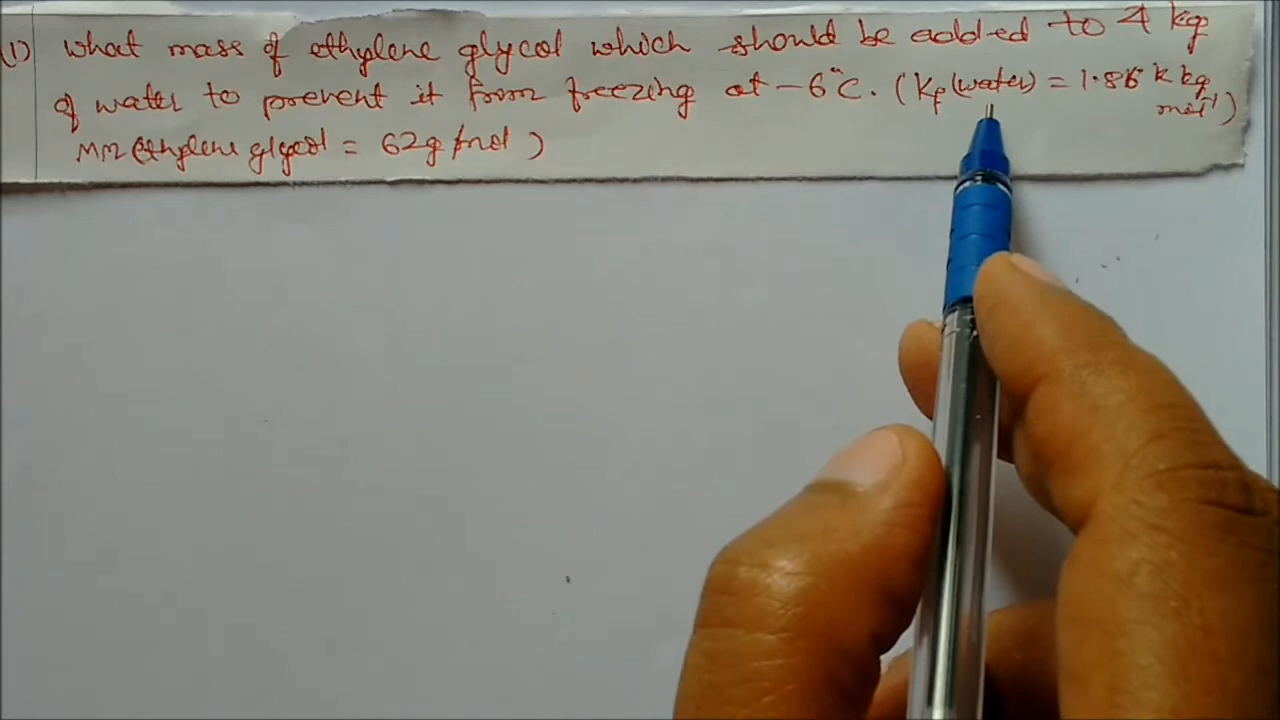 (1) What mass of ethylene glycol which should be added to 4 kg
of water to prevent it from freezing at -6°C. (Kf (water) = 1.86 k kg
mol⁻¹)
MM (ethylene glycol = 62g/mol)